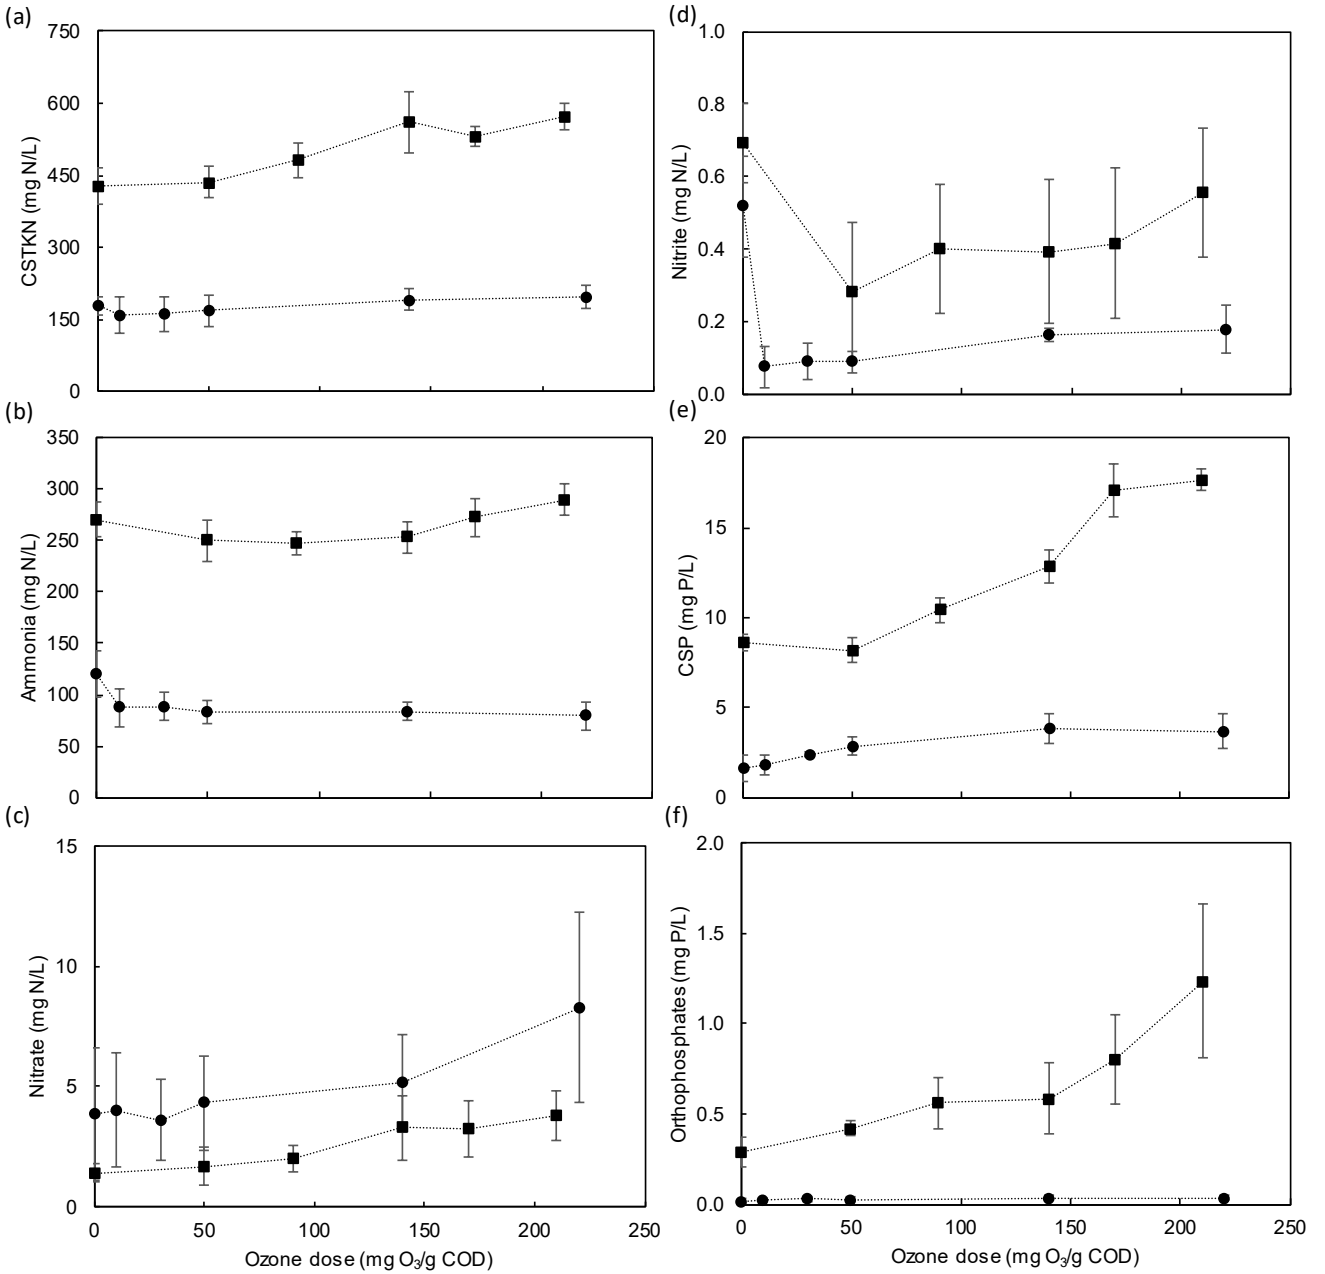 (a)
750
600
450
300
150
0
CSTKN (mg N/L)
(b)
350
300
250
200
150
100
50
0
Ammonia (mg N/L)
(c)
15
10
5
0
Nitrate (mg N/L)
0 50 100 150 200 250
Ozone dose (mg O₃/g COD)
(d)
1.0
0.8
0.6
0.4
0.2
0.0
Nitrite (mg N/L)
(e)
20
15
10
5
0
CSP (mg P/L)
(f)
2.0
1.5
1.0
0.5
0.0
Orthophosphates (mg P/L)
0 50 100 150 200 250
Ozone dose (mg O₃/g COD)